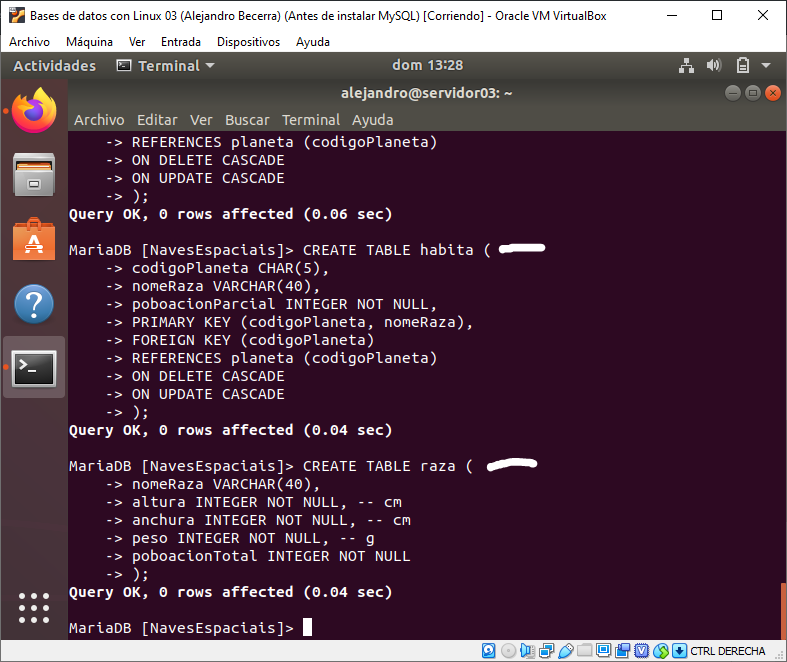 Bases de datos con Linux 03 (Alejandro Becerra) (Antes de instalar MySQL) [Corriendo] - Oracle VM VirtualBox
Archivo Máquina Ver Entrada Dispositivos Ayuda
Actividades Terminal dom 13:28
alejandro@servidor03: ~
Archivo Editar Ver Buscar Terminal Ayuda
-> REFERENCES planeta (codigoPlaneta)
-> ON DELETE CASCADE
-> ON UPDATE CASCADE
-> );
Query OK, 0 rows affected (0.06 sec)
MariaDB [NavesEspaciais]> CREATE TABLE habita (
-> codigoPlaneta CHAR(5),
-> nomeRaza VARCHAR(40),
-> poboacionParcial INTEGER NOT NULL,
-> PRIMARY KEY (codigoPlaneta, nomeRaza),
-> FOREIGN KEY (codigoPlaneta)
-> REFERENCES planeta (codigoPlaneta)
-> ON DELETE CASCADE
-> ON UPDATE CASCADE
-> );
Query OK, 0 rows affected (0.04 sec)
MariaDB [NavesEspaciais]> CREATE TABLE raza (
-> nomeRaza VARCHAR(40),
-> altura INTEGER NOT NULL, -- cm
-> anchura INTEGER NOT NULL, -- cm
-> peso INTEGER NOT NULL, -- g
-> poboacionTotal INTEGER NOT NULL
-> );
Query OK, 0 rows affected (0.04 sec)
MariaDB [NavesEspaciais]>
CTRL DERECHA